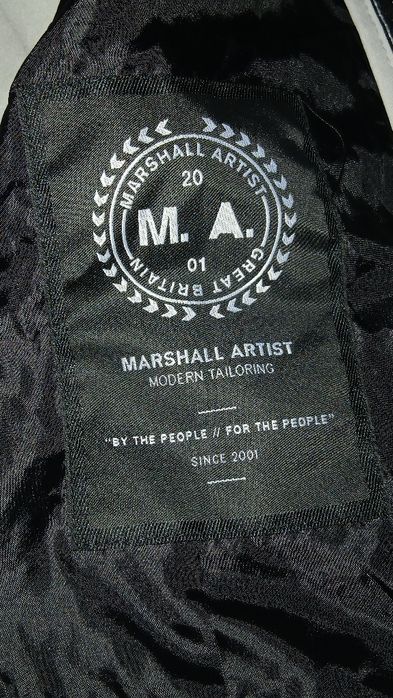 MARSHALL ARTIST
20
M. A.
01
GREAT BRITAIN
MARSHALL ARTIST
MODERN TAILORING
"BY THE PEOPLE // FOR THE PEOPLE"
SINCE 2001